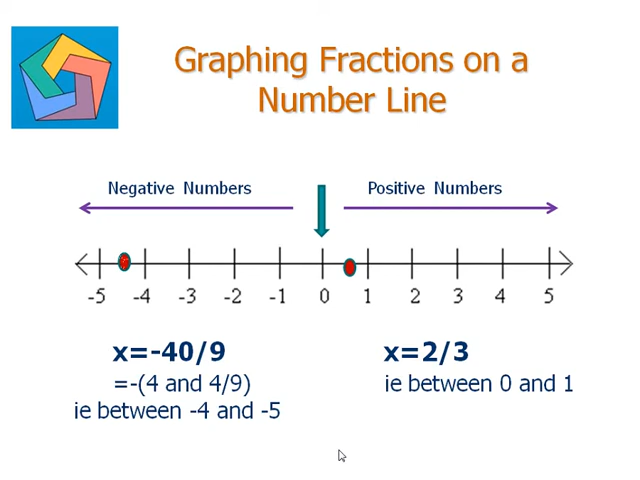 Graphing Fractions on a
Number Line
Negative Numbers
Positive Numbers
-5 -4 -3 -2 -1 0 1 2 3 4 5
x=-40/9
=-(4 and 4/9)
ie between -4 and -5
x=2/3
ie between 0 and 1